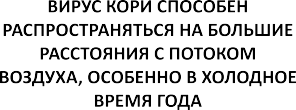 ВИРУС КОРИ СПОСОБЕН
РАСПРОСТРАНЯТЬСЯ НА БОЛЬШИЕ
РАССТОЯНИЯ С ПОТОКОМ
ВОЗДУХА, ОСОБЕННО В ХОЛОДНОЕ
ВРЕМЯ ГОДА